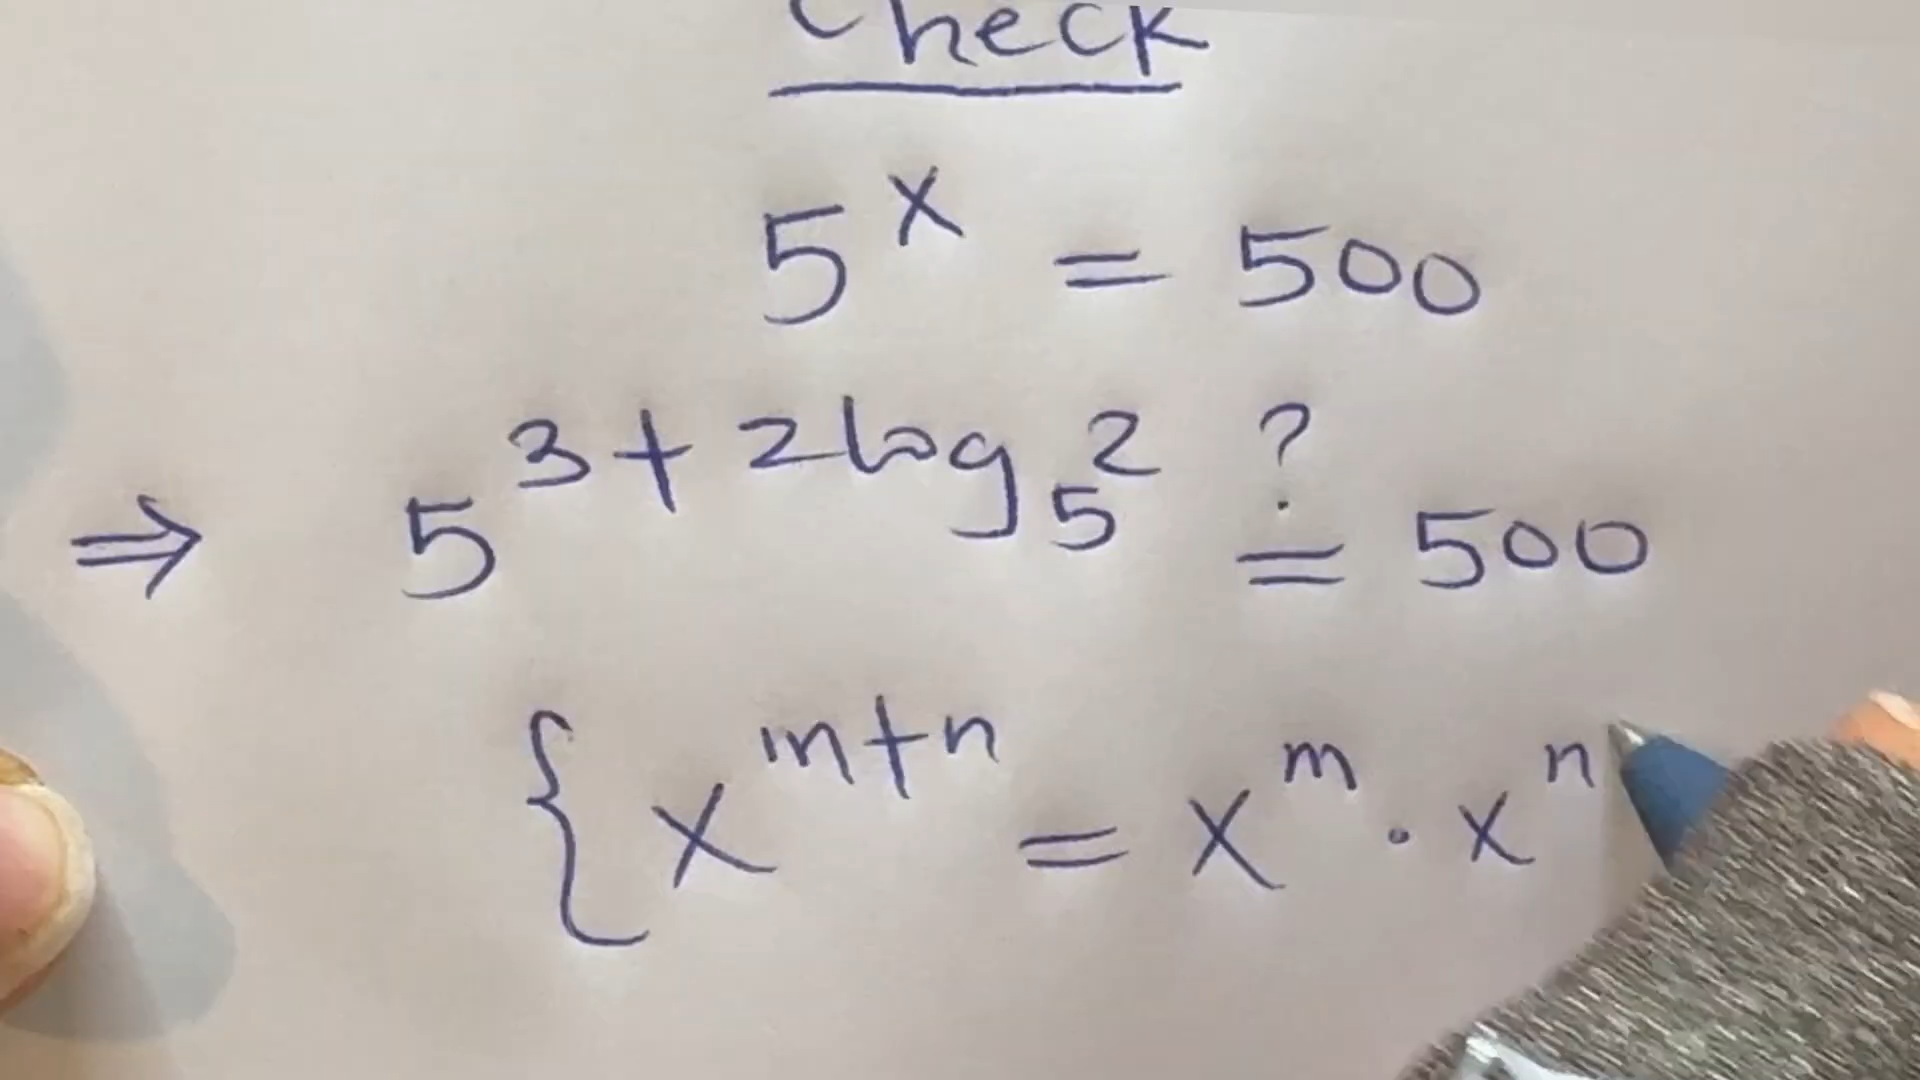 Check
5^x = 500
⇒ 5^{3+2log_5 2} ?= 500
{ x^{m+n} = x^m · x^n